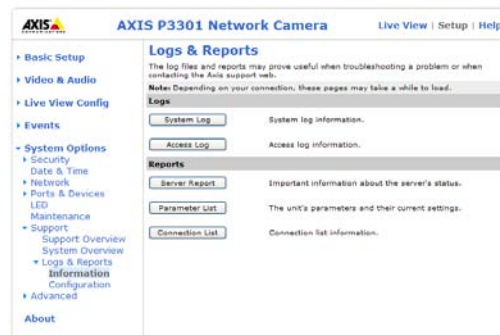 AXIS
COMMUNICATIONS
AXIS P3301 Network Camera
Live View | Setup | Help
Basic Setup
Video & Audio
Live View Config
Events
System Options
Security
Date & Time
Network
Ports & Devices
LED
Maintenance
Support
Support Overview
System Overview
Logs & Reports
Information
Configuration
Advanced
About
Logs & Reports
The log files and reports may prove useful when troubleshooting a problem or when
contacting the Axis support web.
Note: Depending on your connection, these pages may take a while to load.
Logs
System Log System log information.
Access Log Access log information.
Reports
Server Report Important information about the server's status.
Parameter List The unit's parameters and their current settings.
Connection List Connection list information.